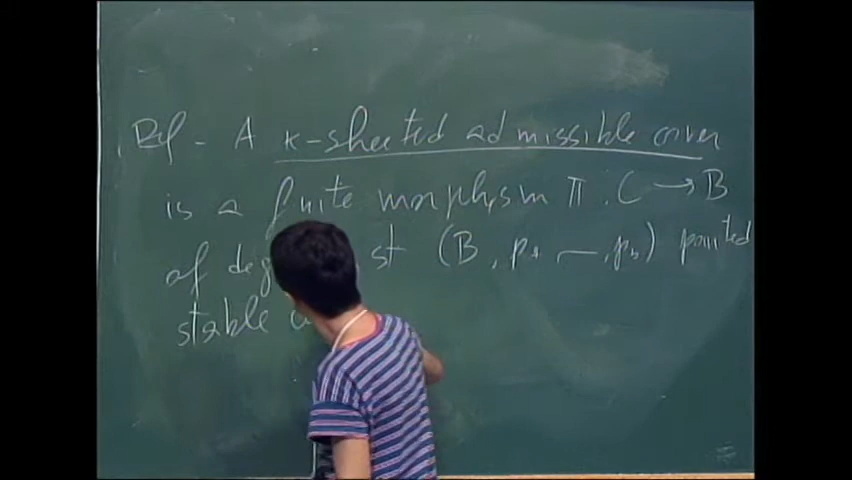 Def - A k-sheeted admissible cover
is a finite morphism π : C → B
of deg st (B, p₁ — , pₙ) pointed
stable